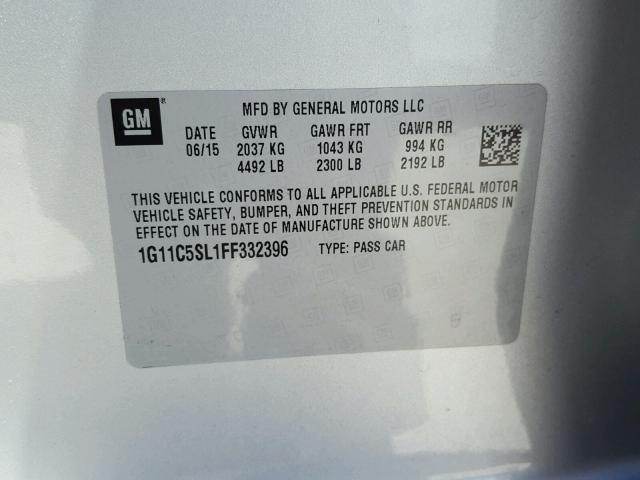 GM ® MFD BY GENERAL MOTORS LLC
DATE GVWR GAWR FRT GAWR RR
06/15 2037 KG 1043 KG 994 KG
4492 LB 2300 LB 2192 LB
THIS VEHICLE CONFORMS TO ALL APPLICABLE U.S. FEDERAL MOTOR
VEHICLE SAFETY, BUMPER, AND THEFT PREVENTION STANDARDS IN
EFFECT ON THE DATE OF MANUFACTURE SHOWN ABOVE.
1G11C5SL1FF332396 TYPE: PASS CAR